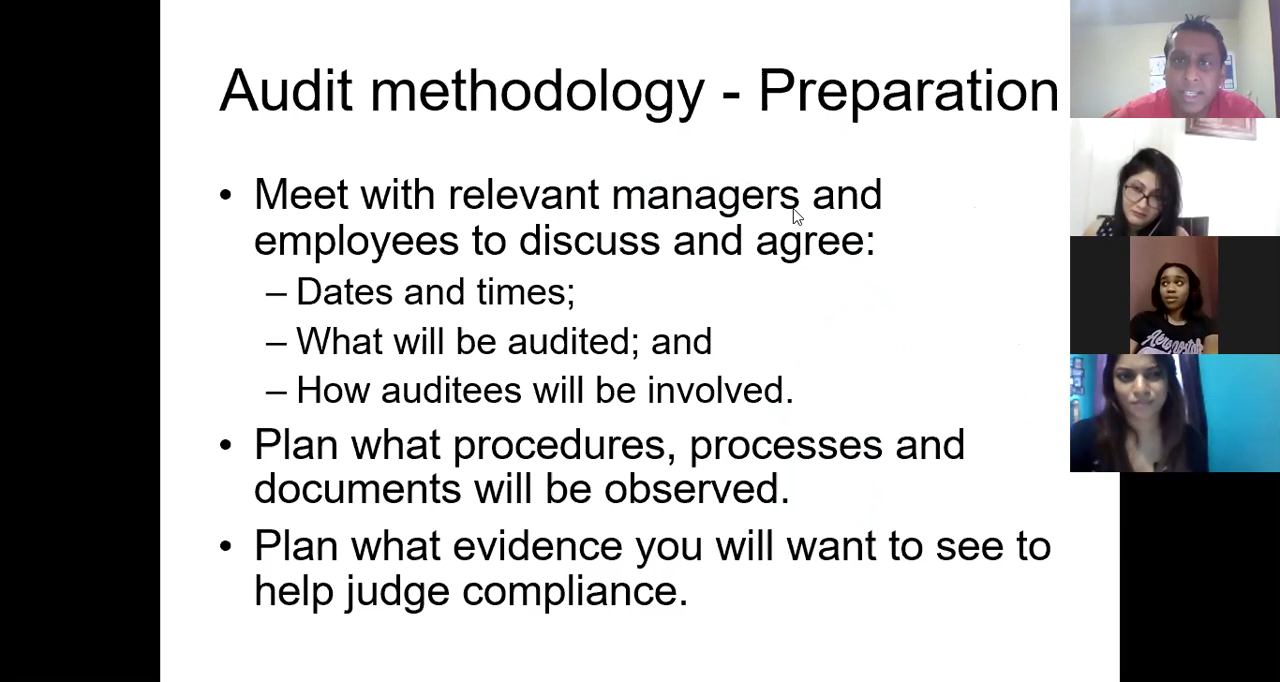 Audit methodology - Preparation
• Meet with relevant managers and
employees to discuss and agree:
– Dates and times;
– What will be audited; and
– How auditees will be involved.
• Plan what procedures, processes and
documents will be observed.
• Plan what evidence you will want to see to
help judge compliance.